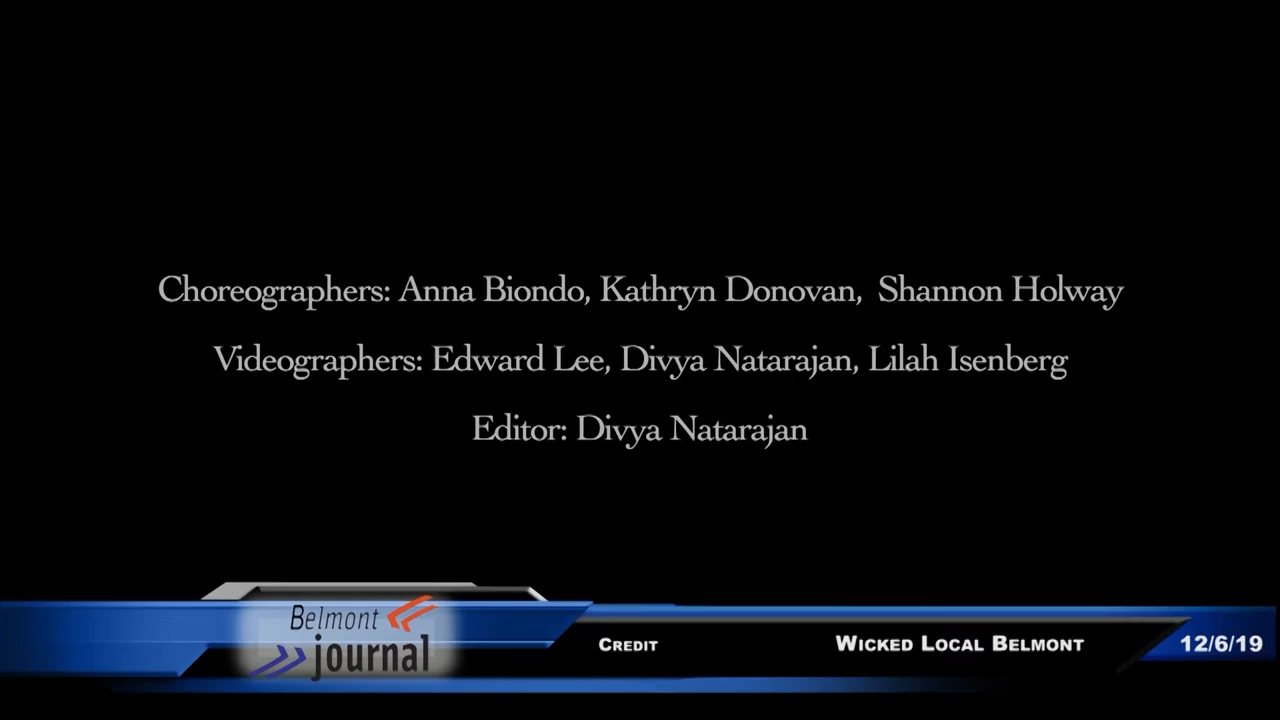 Choreographers: Anna Biondo, Kathryn Donovan, Shannon Holway
Videographers: Edward Lee, Divya Natarajan, Lilah Isenberg
Editor: Divya Natarajan
Belmont
journal
Credit
Wicked Local Belmont
12/6/19